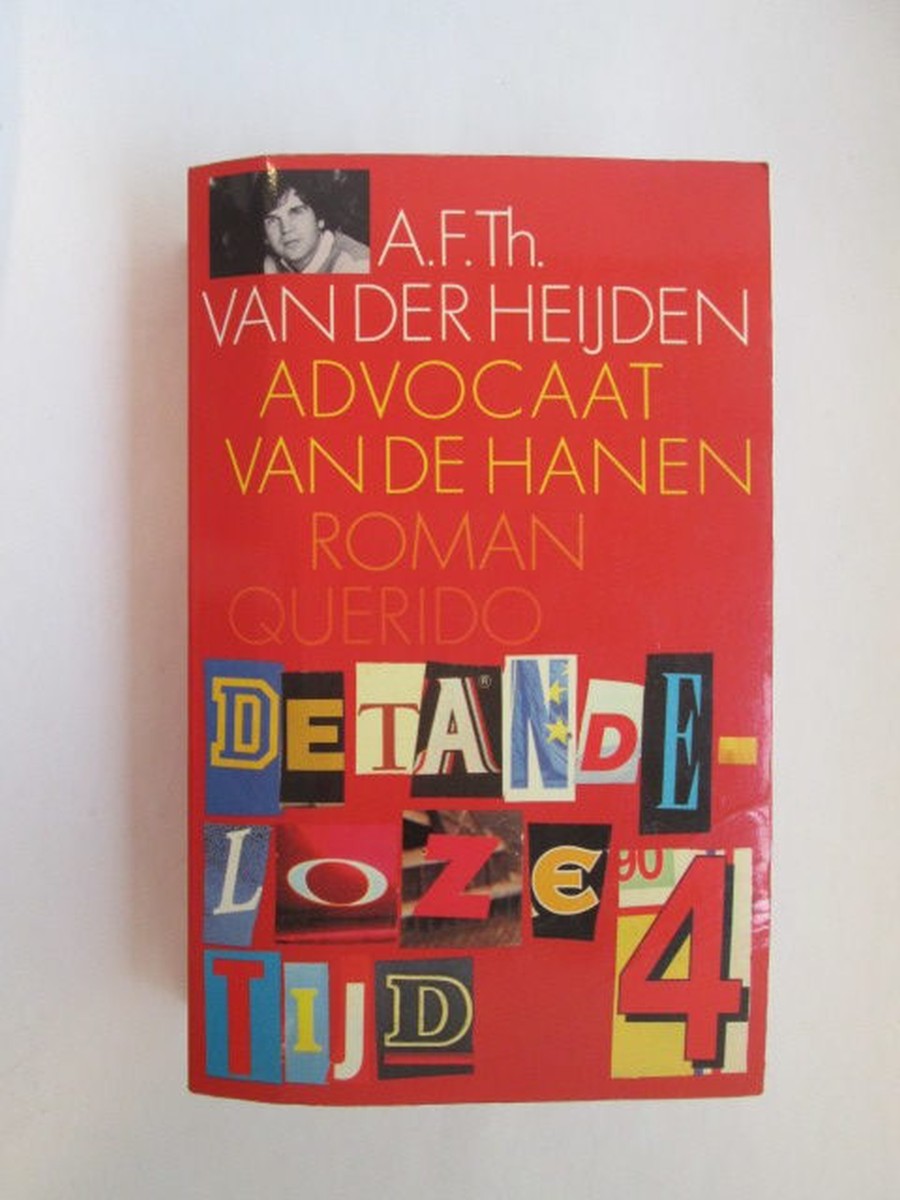 A.F.Th.
VAN DER HEIJDEN
ADVOCAAT
VAN DE HANEN
ROMAN
QUERIDO
DE TANDE-
LOZE
90
TIJD 4